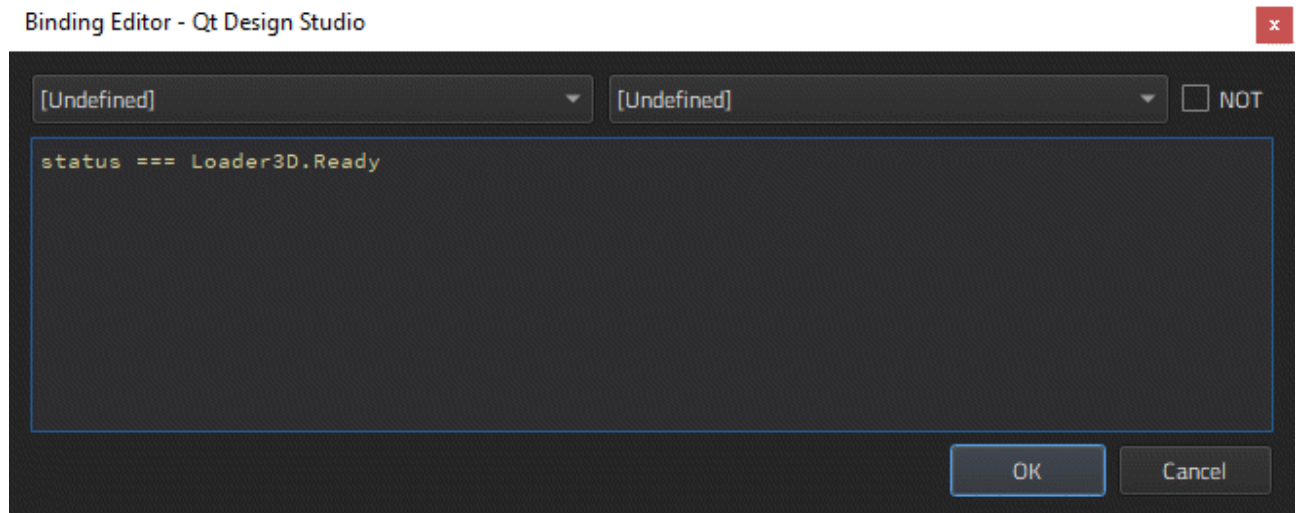 Binding Editor - Qt Design Studio
x
[Undefined] [Undefined] NOT
status === Loader3D.Ready
OK Cancel